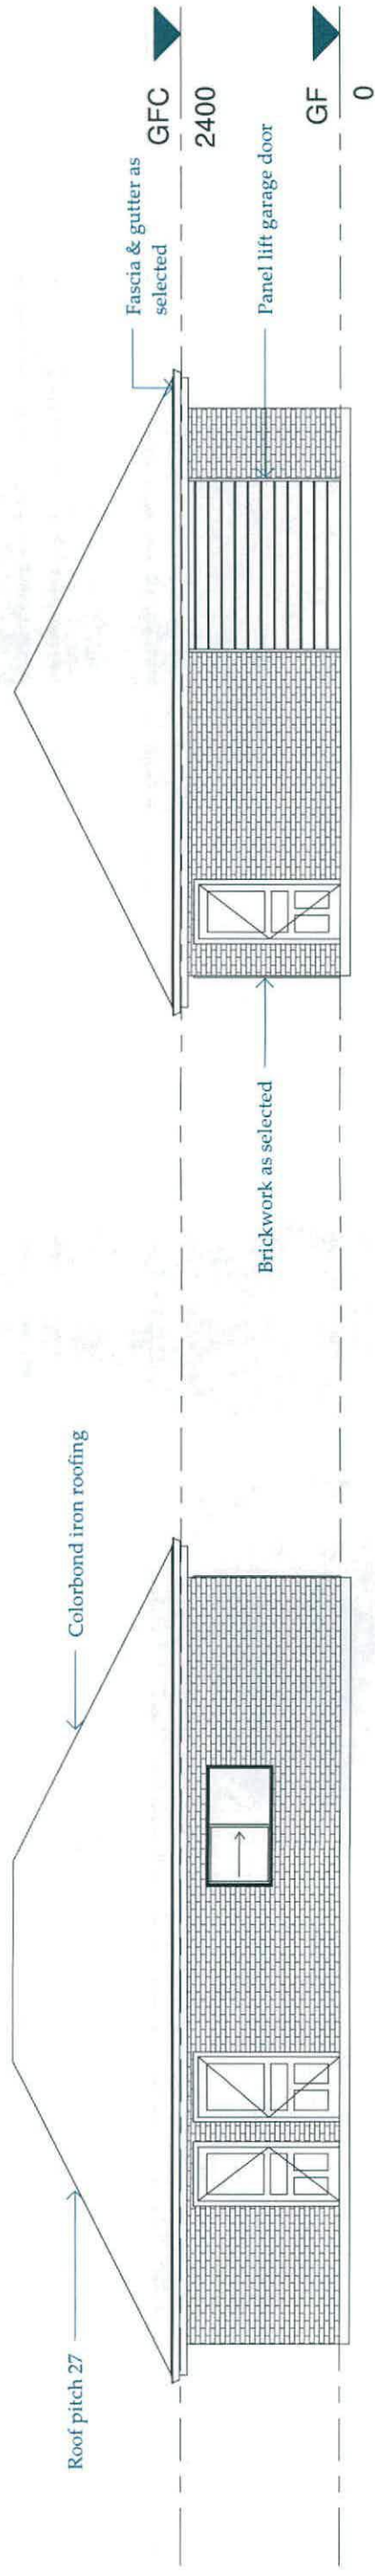 Roof pitch 27
Colorbond iron roofing
Brickwork as selected
Fascia & gutter as
selected
Panel lift garage door
GFC
2400
GF
0